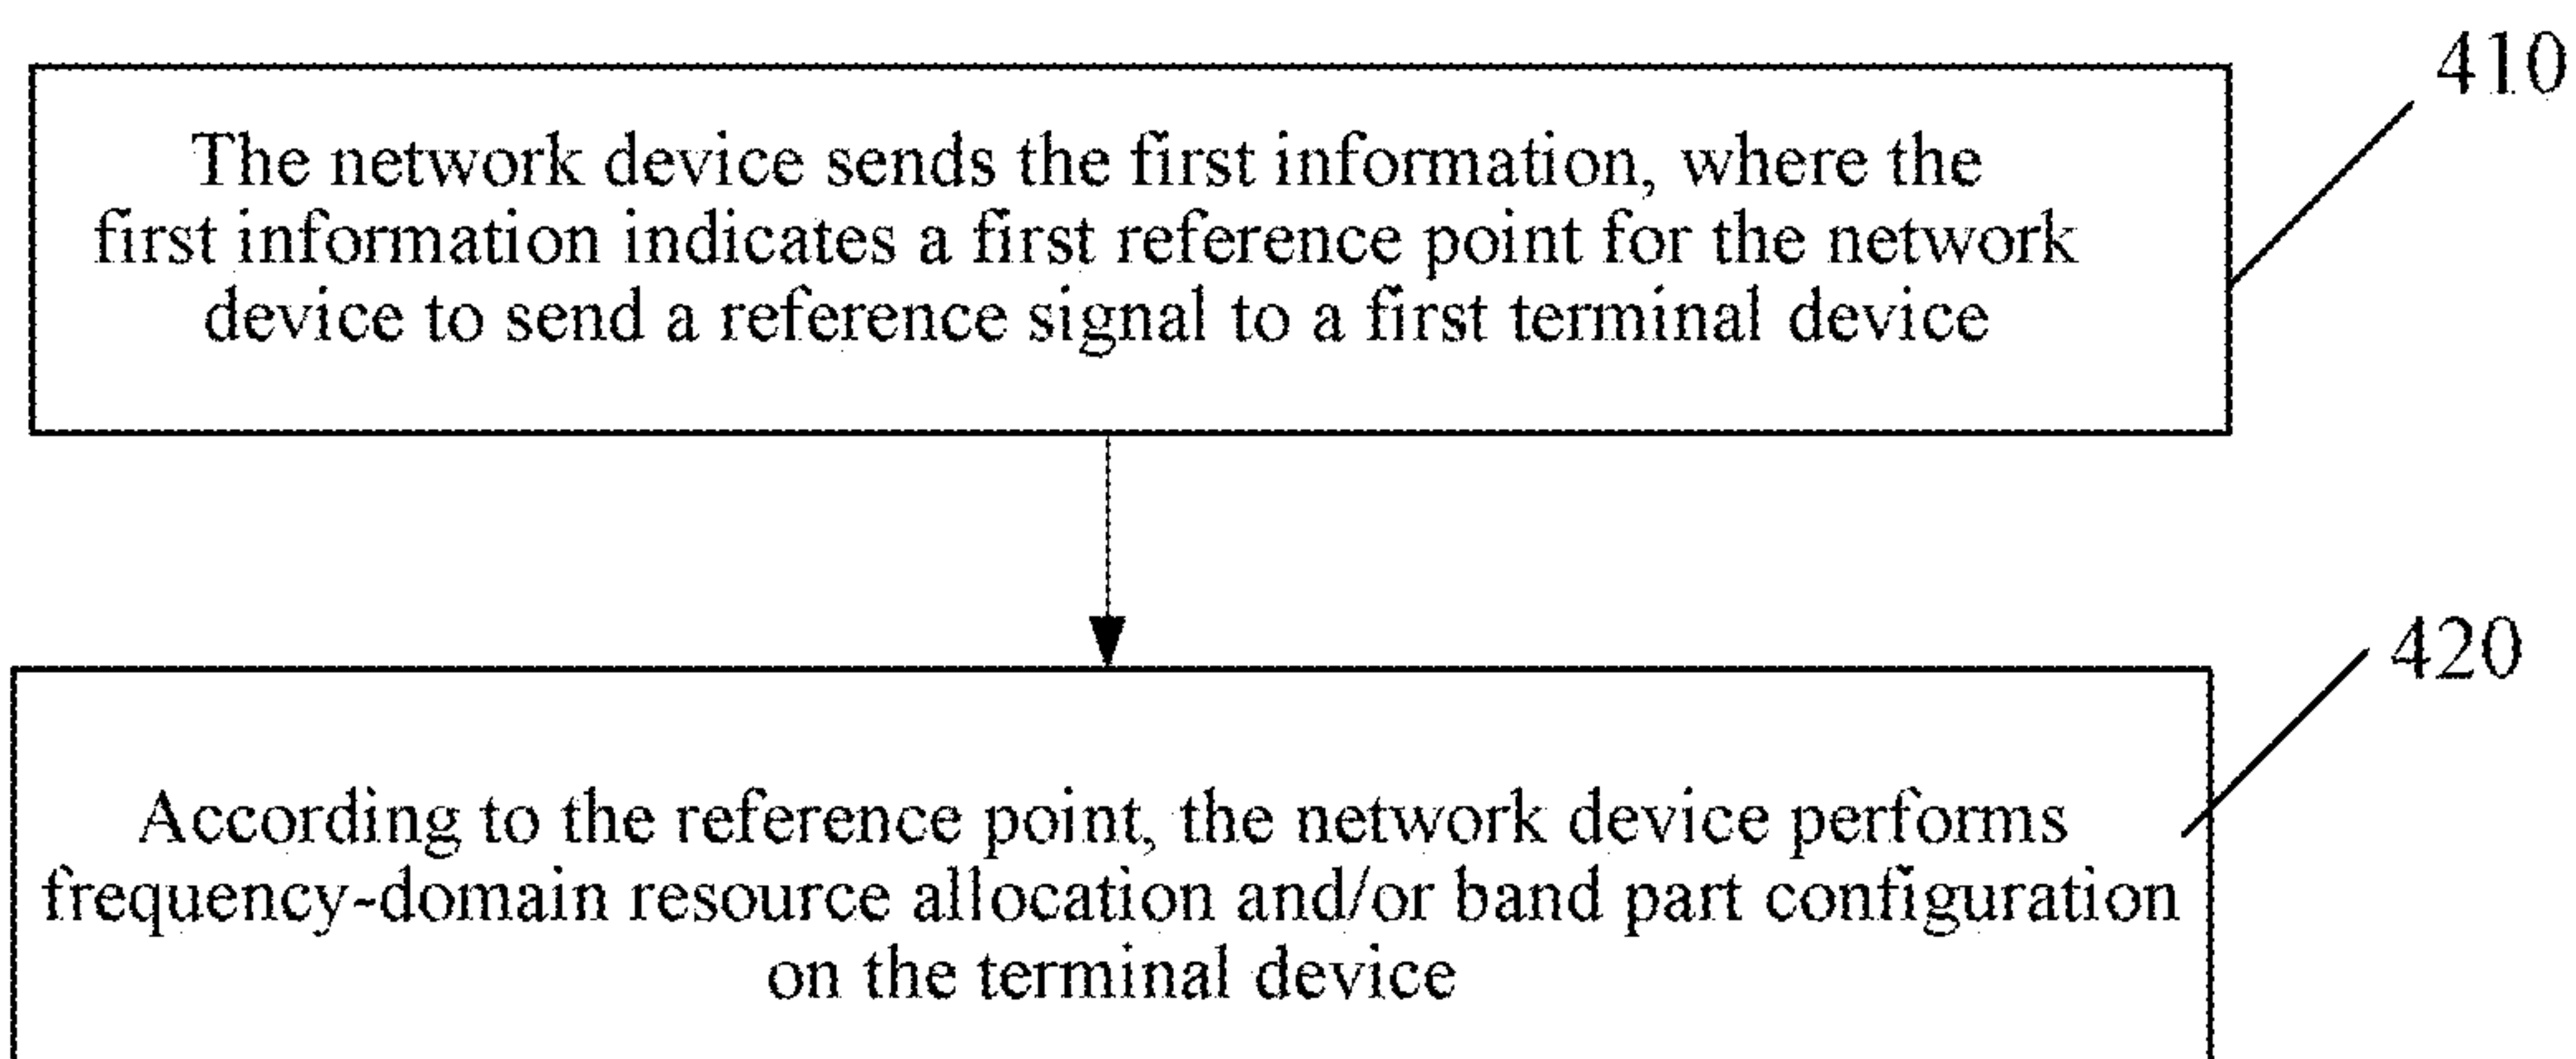 410
The network device sends the first information, where the
first information indicates a first reference point for the network
device to send a reference signal to a first terminal device
420
According to the reference point, the network device performs
frequency-domain resource allocation and/or band part configuration
on the terminal device